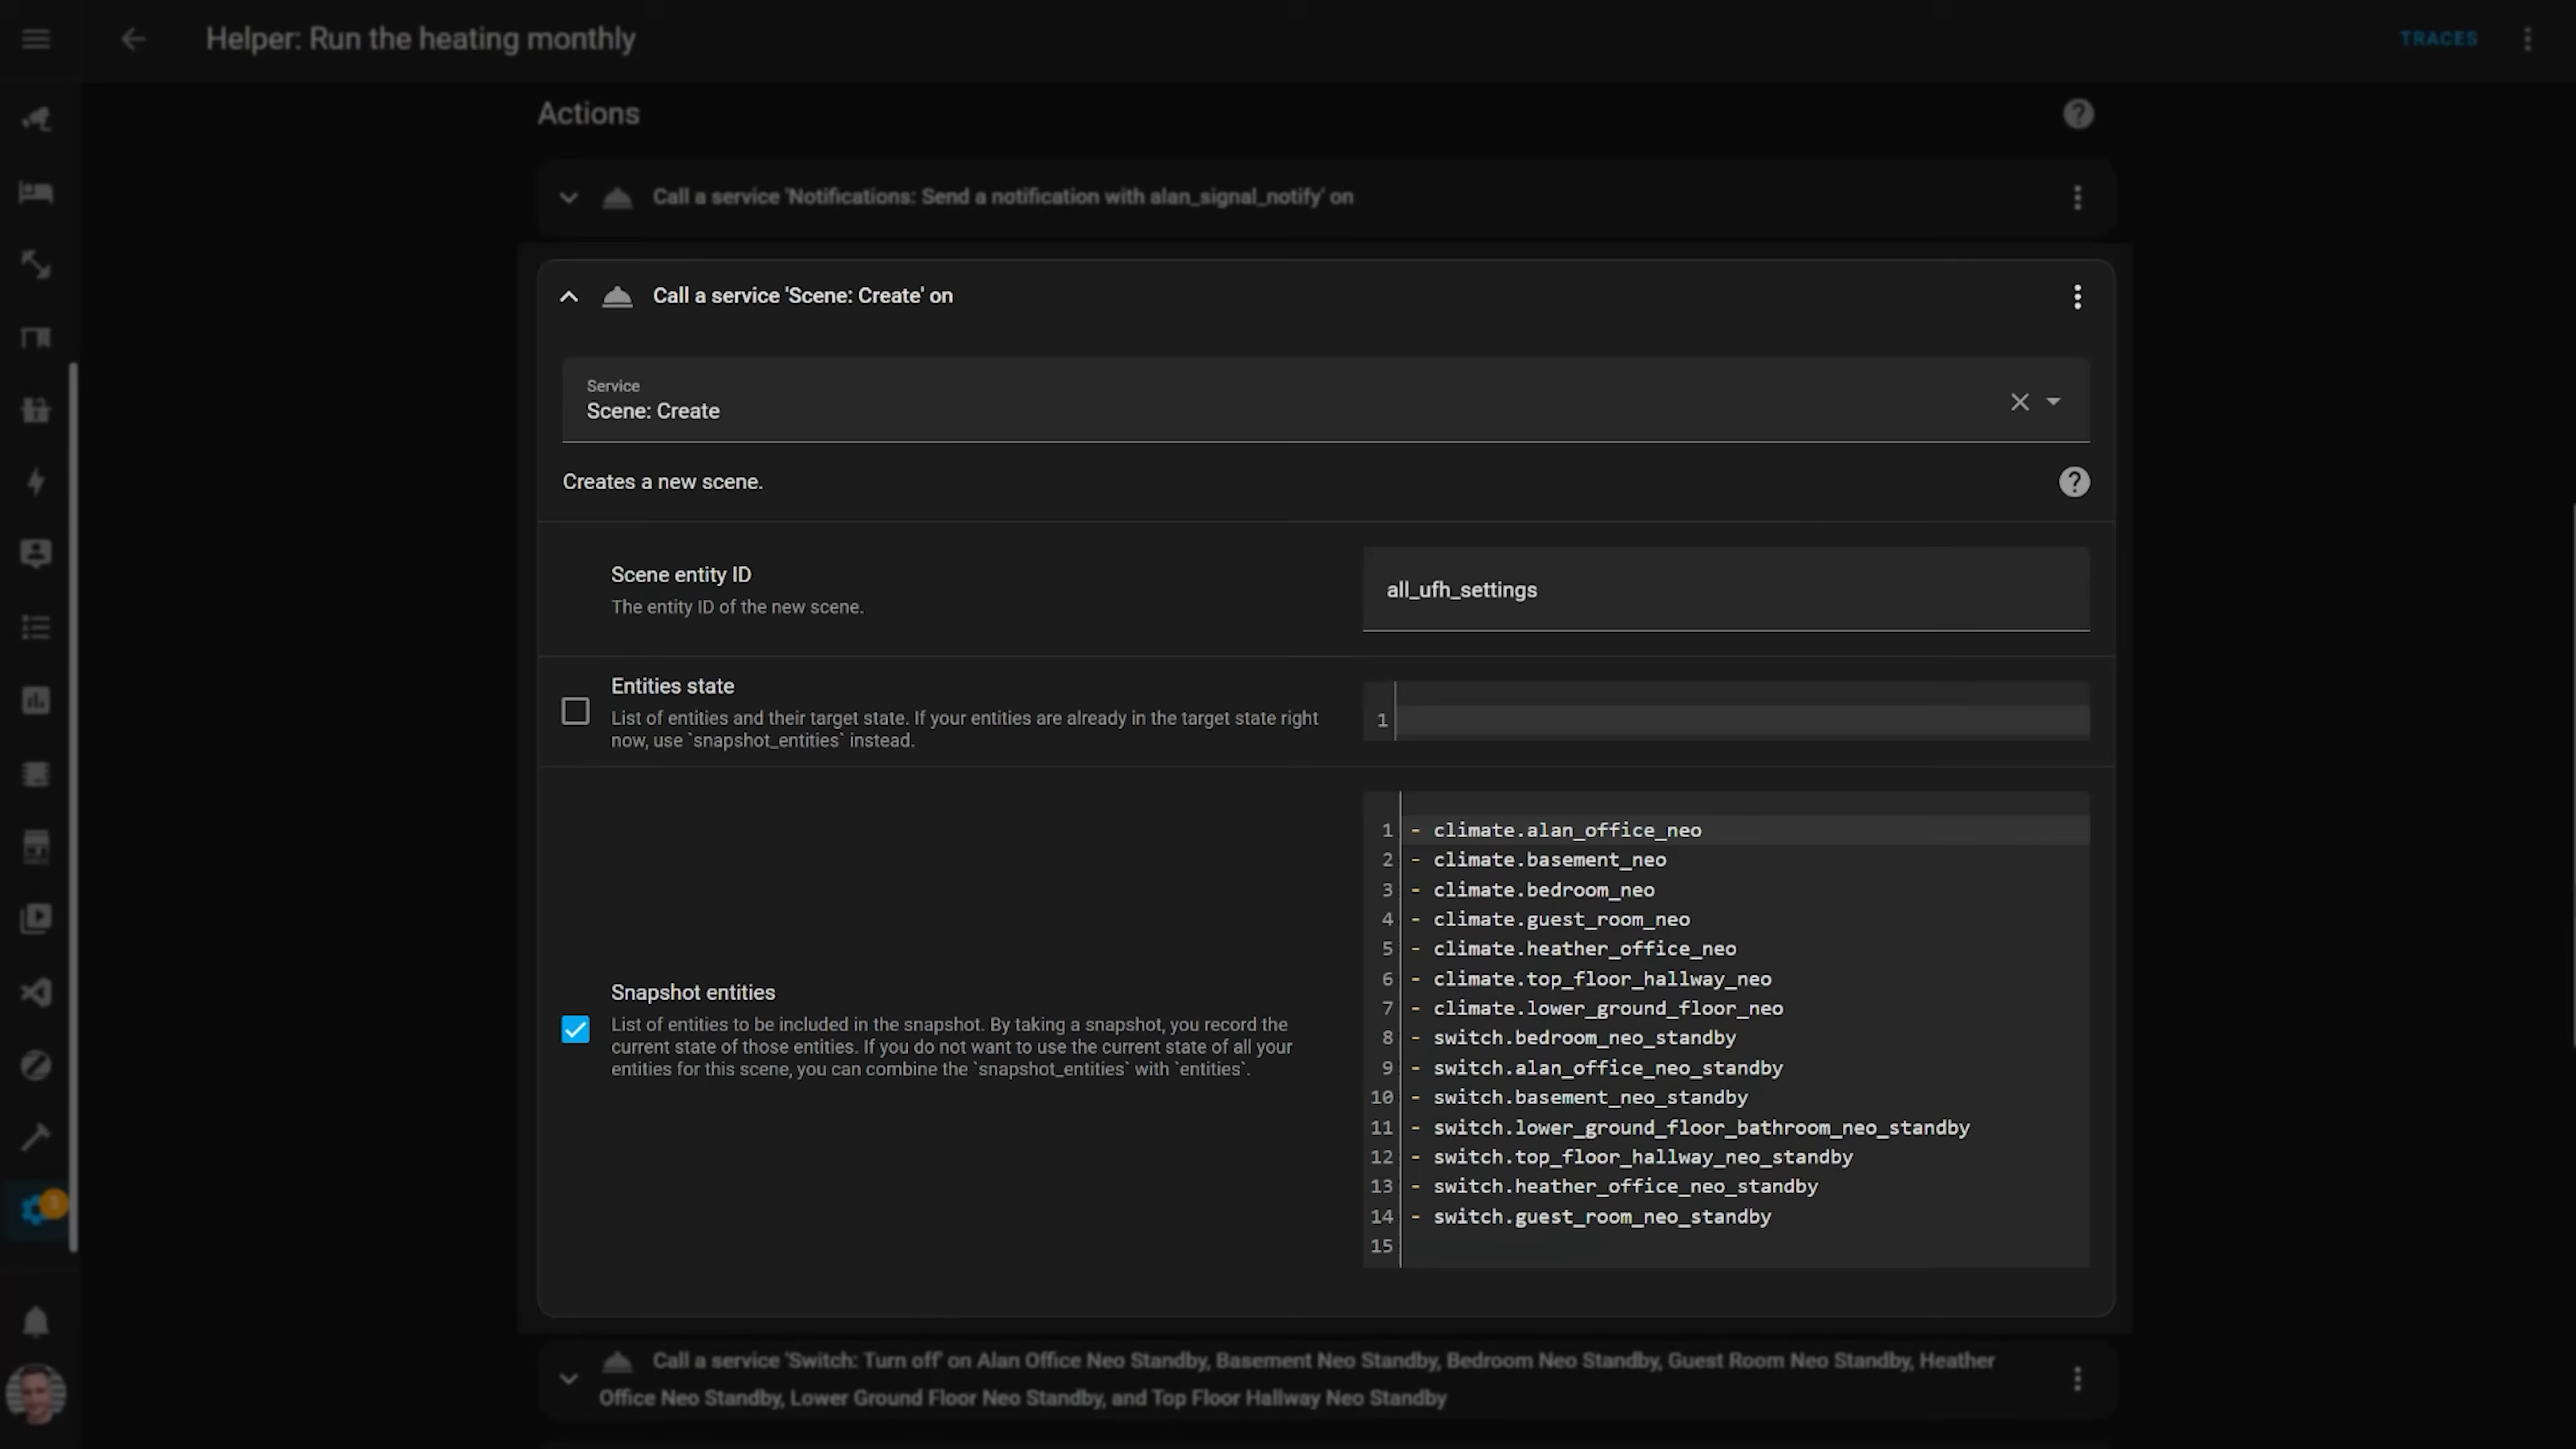 Helper: Run the heating monthly
TRACES
Actions
Call a service 'Notifications: Send a notification with alan_signal_notify' on
Call a service 'Scene: Create' on
Service
Scene: Create
Creates a new scene.
Scene entity ID
The entity ID of the new scene.
all_ufh_settings
Entities state
List of entities and their target state. If your entities are already in the target state right
now, use `snapshot_entities` instead.
1
Snapshot entities
List of entities to be included in the snapshot. By taking a snapshot, you record the
current state of those entities. If you do not want to use the current state of all your
entities for this scene, you can combine the `snapshot_entities` with `entities`.
1 - climate.alan_office_neo
2 - climate.basement_neo
3 - climate.bedroom_neo
4 - climate.guest_room_neo
5 - climate.heather_office_neo
6 - climate.top_floor_hallway_neo
7 - climate.lower_ground_floor_neo
8 - switch.bedroom_neo_standby
9 - switch.alan_office_neo_standby
10 - switch.basement_neo_standby
11 - switch.lower_ground_floor_bathroom_neo_standby
12 - switch.top_floor_hallway_neo_standby
13 - switch.heather_office_neo_standby
14 - switch.guest_room_neo_standby
15
Call a service 'Switch: Turn off' on Alan Office Neo Standby, Basement Neo Standby, Bedroom Neo Standby, Guest Room Neo Standby, Heather
Office Neo Standby, Lower Ground Floor Neo Standby, and Top Floor Hallway Neo Standby